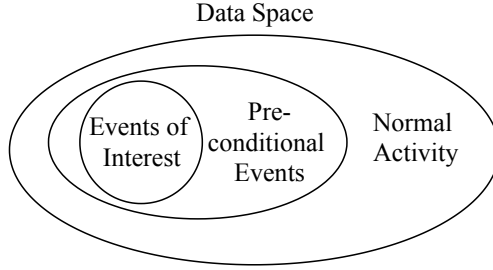 Data Space
Events of
Interest
Pre-
conditional
Events
Normal
Activity